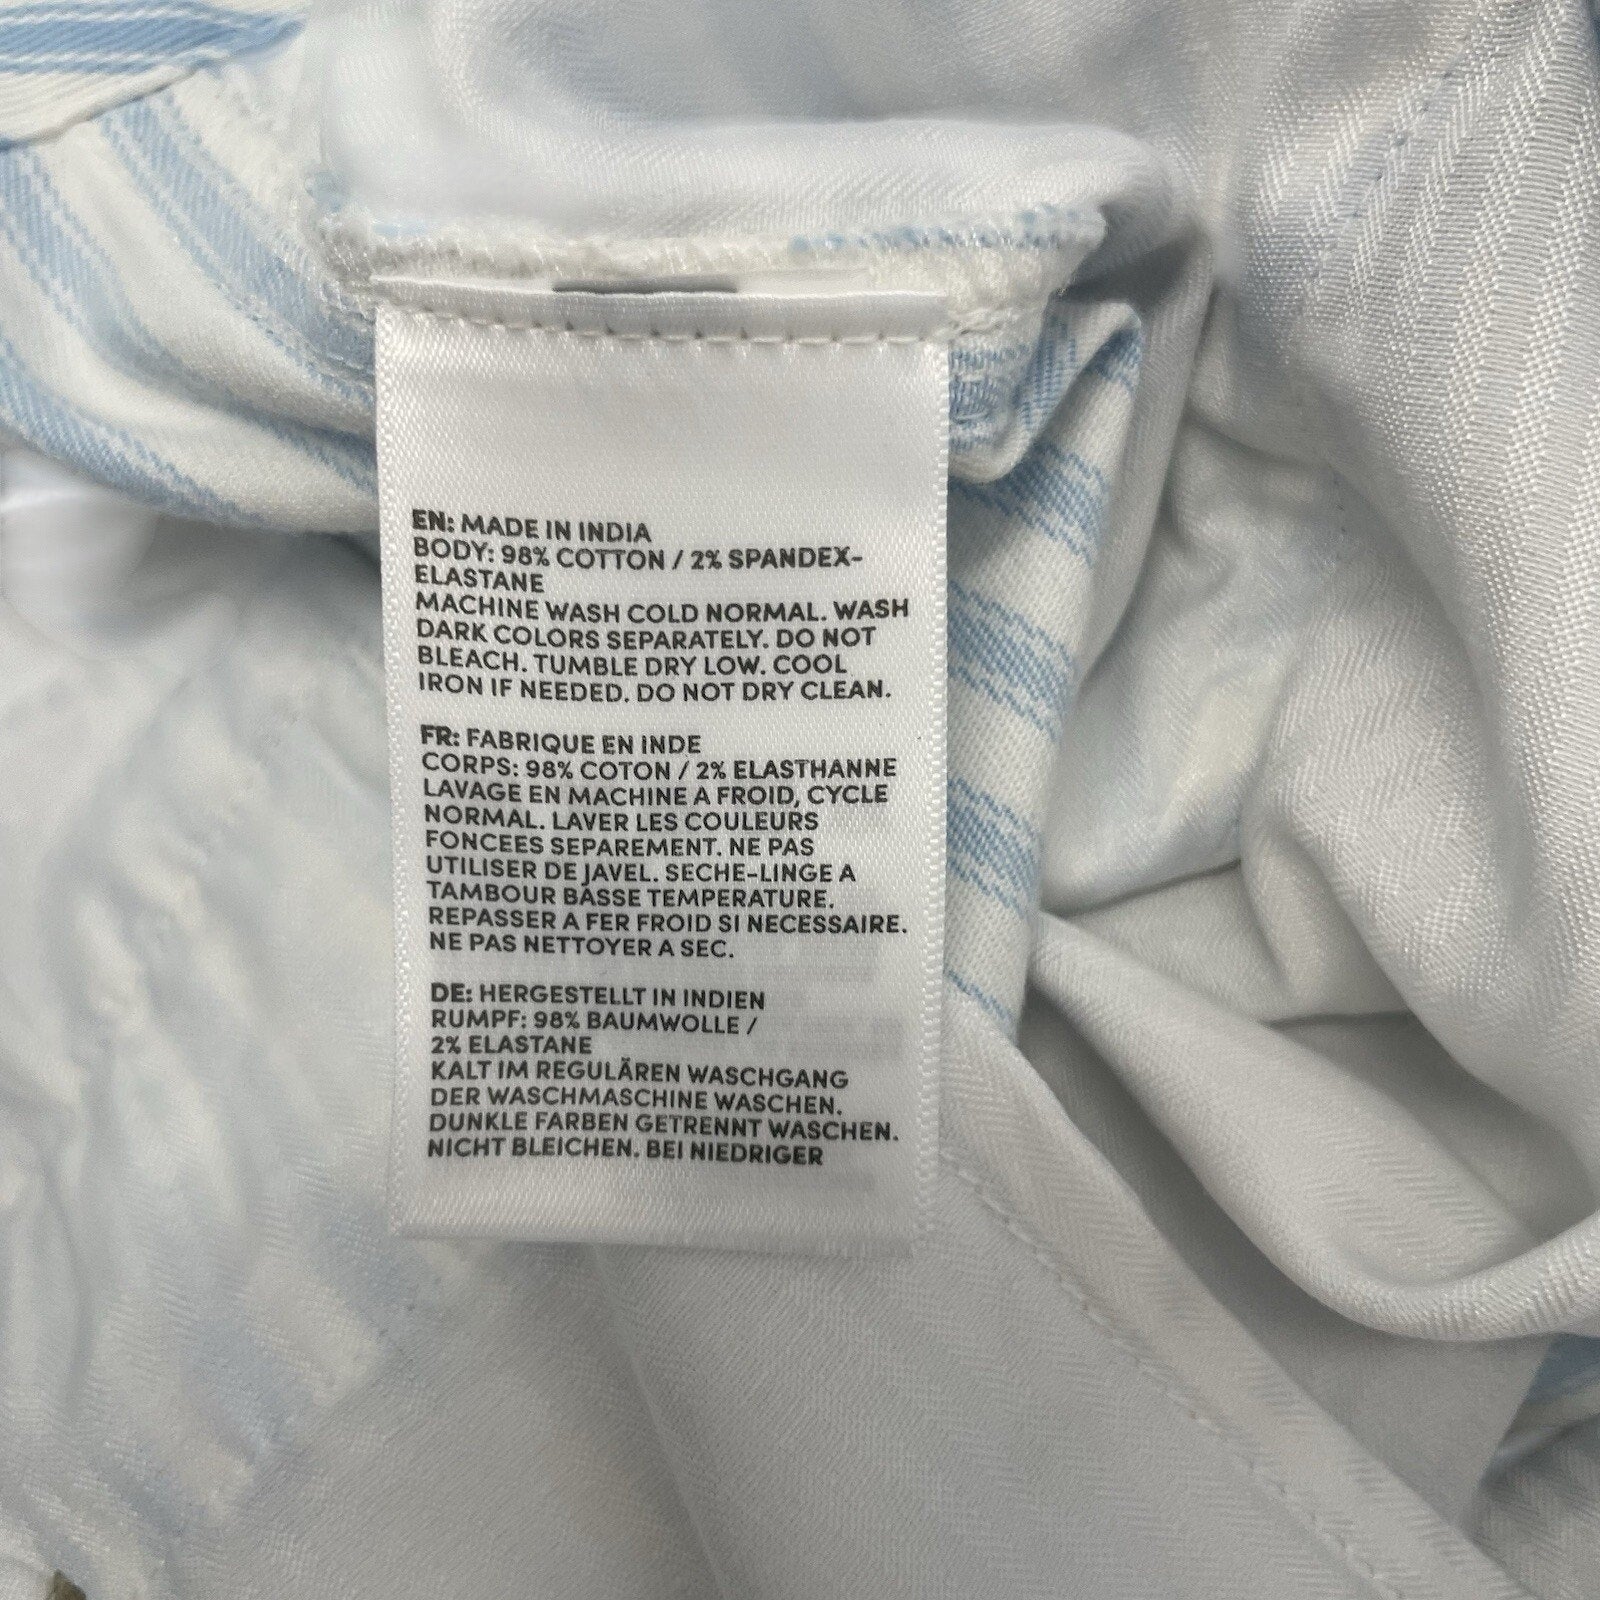 EN: MADE IN INDIA
BODY: 98% COTTON / 2% SPANDEX-
ELASTANE
MACHINE WASH COLD NORMAL. WASH
DARK COLORS SEPARATELY. DO NOT
BLEACH. TUMBLE DRY LOW. COOL
IRON IF NEEDED. DO NOT DRY CLEAN.
FR: FABRIQUE EN INDE
CORPS: 98% COTON / 2% ELASTHANNE
LAVAGE EN MACHINE A FROID, CYCLE
NORMAL. LAVER LES COULEURS
FONCEES SEPAREMENT. NE PAS
UTILISER DE JAVEL. SECHE-LINGE A
TAMBOUR BASSE TEMPERATURE.
REPASSER A FER FROID SI NECESSAIRE.
NE PAS NETTOYER A SEC.
DE: HERGESTELLT IN INDIEN
RUMPF: 98% BAUMWOLLE /
2% ELASTANE
KALT IM REGULÄREN WASCHGANG
DER WASCHMASCHINE WASCHEN.
DUNKLE FARBEN GETRENNT WASCHEN.
NICHT BLEICHEN. BEI NIEDRIGER